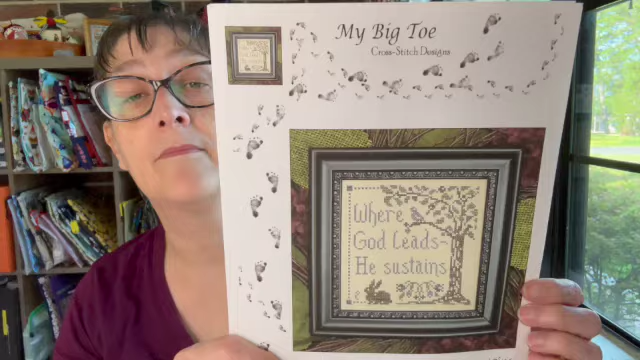 My Big Toe
Cross-Stitch Designs
Where
God Leads~
He sustains